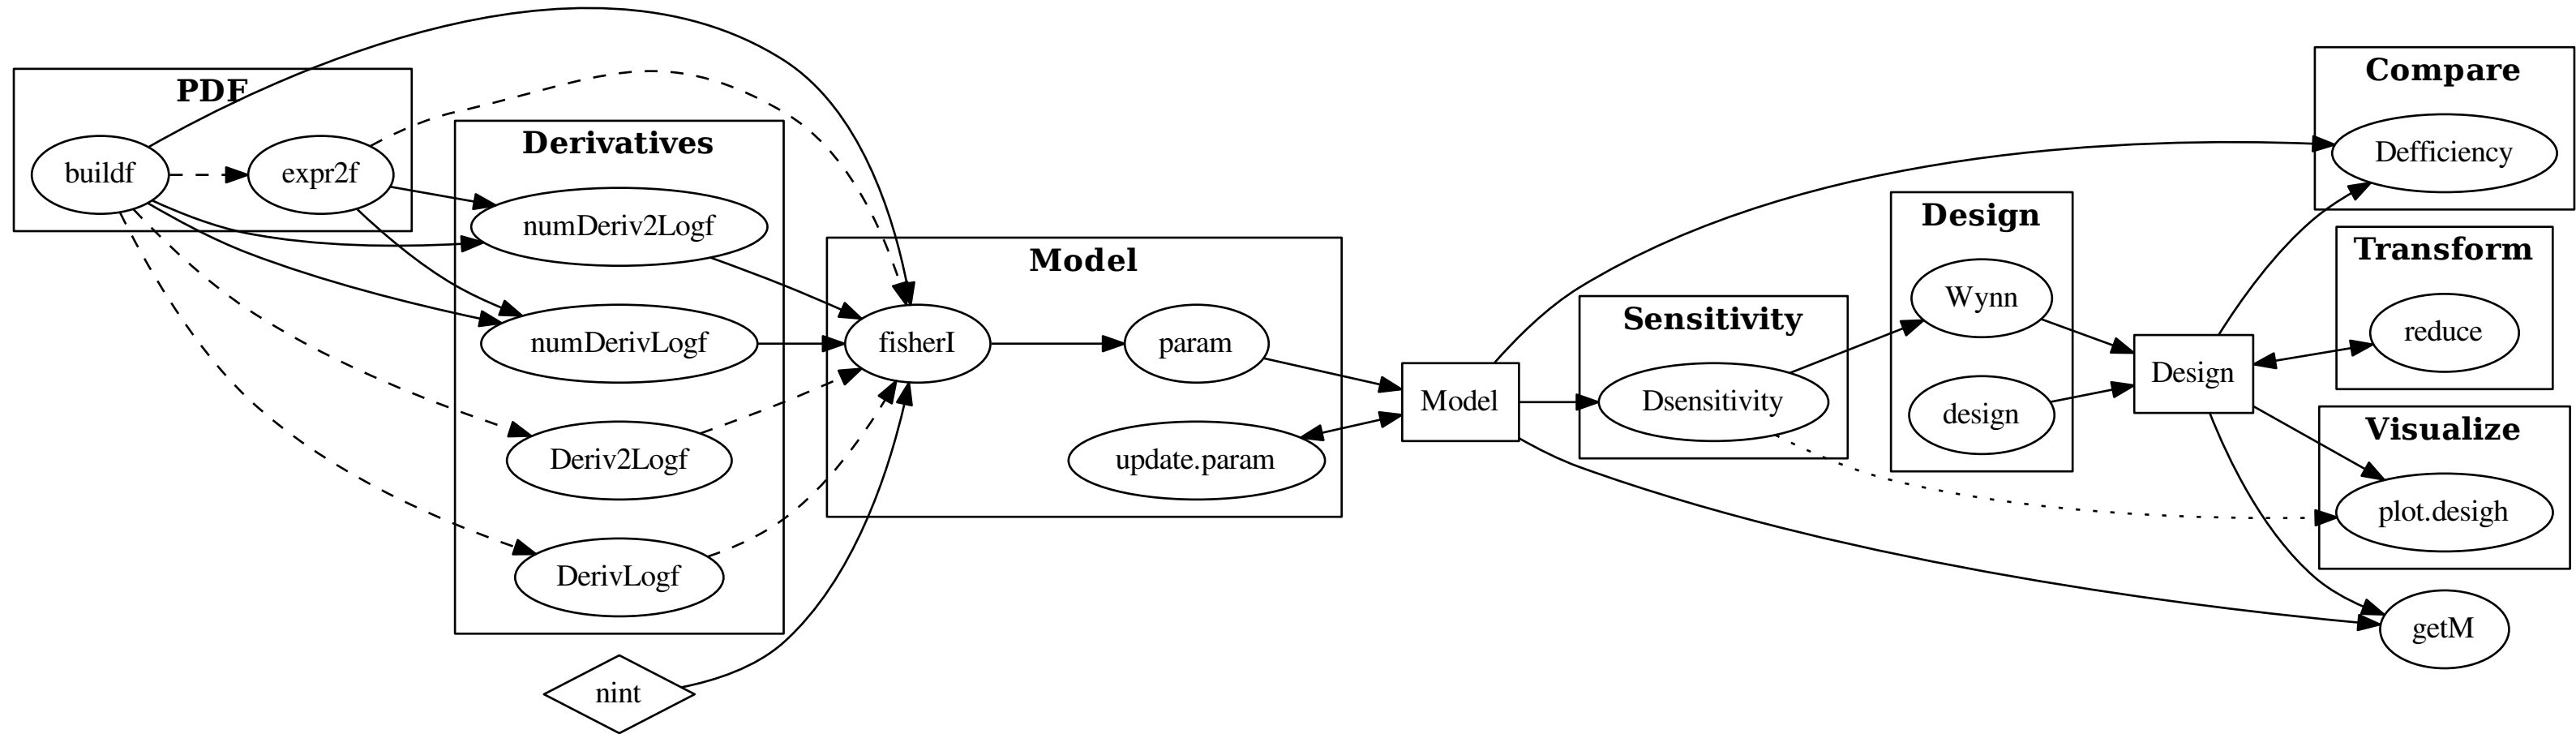 PDF
buildf
expr2f
Derivatives
numDeriv2Logf
numDerivLogf
Deriv2Logf
DerivLogf
nint
Model
fisherI
param
update.param
Model
Sensitivity
Dsensitivity
Design
Wynn
design
Design
Compare
Defficiency
Transform
reduce
Visualize
plot.desigh
getM